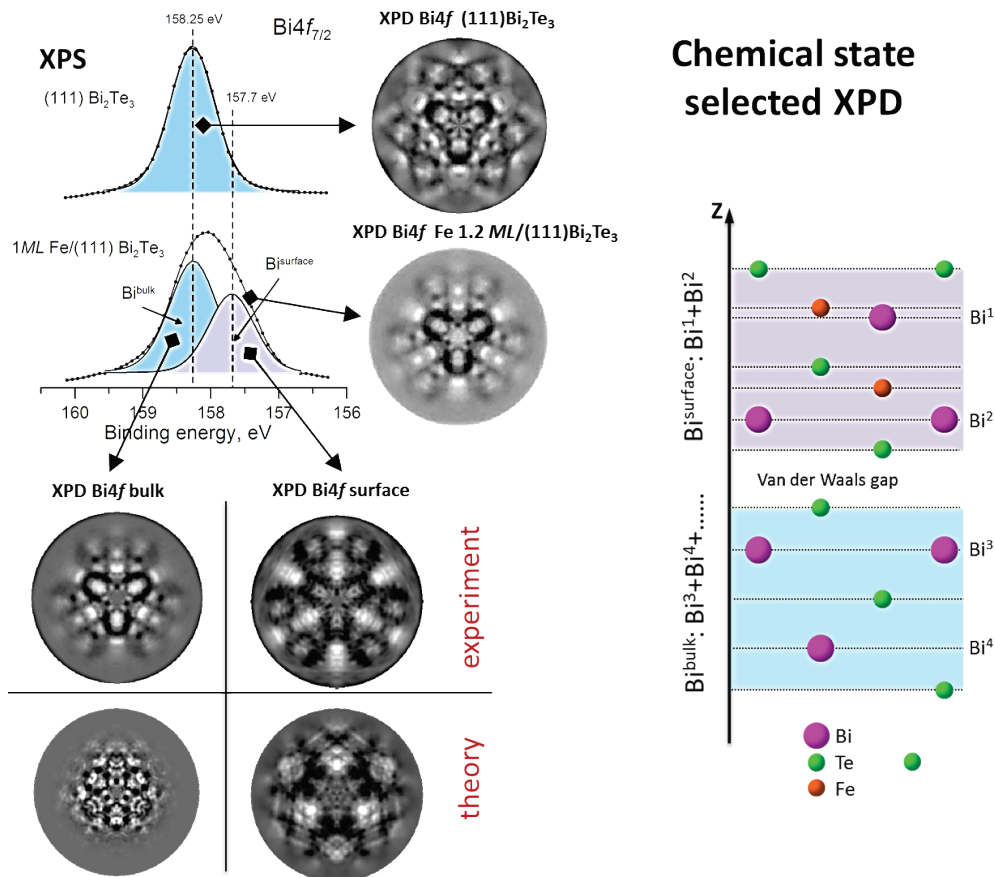 158.25 eV
Bi4f7/2
XPS
(111) Bi2Te3
157.7 eV
XPD Bi4f (111)Bi2Te3
Chemical state
selected XPD
1ML Fe/(111) Bi2Te3
Bibulk
Bisurface
XPD Bi4f Fe 1.2 ML/(111)Bi2Te3
160 159 158 157 156
Binding energy, eV
XPD Bi4f bulk
XPD Bi4f surface
experiment
theory
Z
Bisurface: Bi1+Bi2
Bi1
Bi2
Van der Waals gap
Bibulk: Bi3+Bi4+......
Bi3
Bi4
Bi
Te
Fe